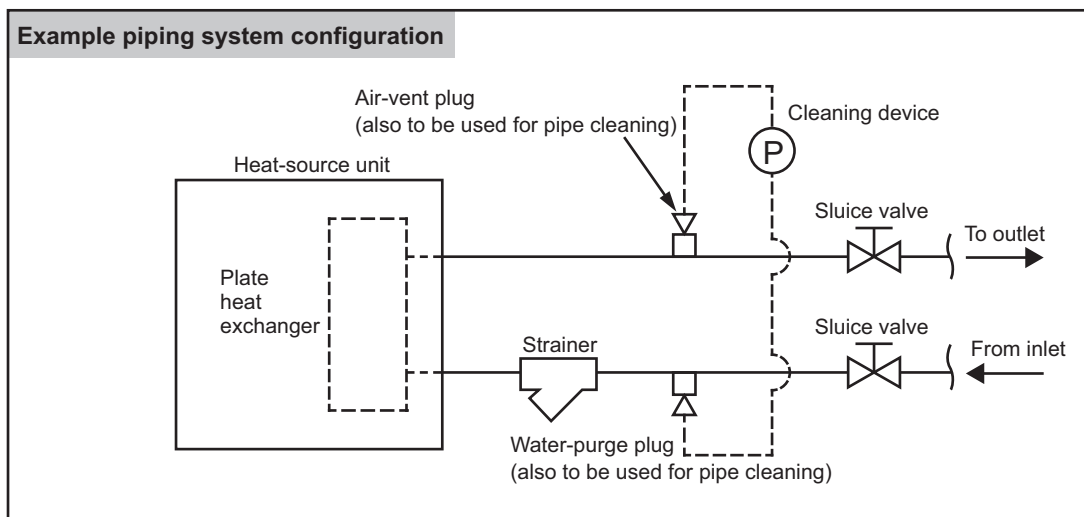 Example piping system configuration
Air-vent plug
(also to be used for pipe cleaning)
Cleaning device
P
Heat-source unit
Sluice valve
To outlet
Plate
heat
exchanger
Sluice valve
Strainer
From inlet
Water-purge plug
(also to be used for pipe cleaning)